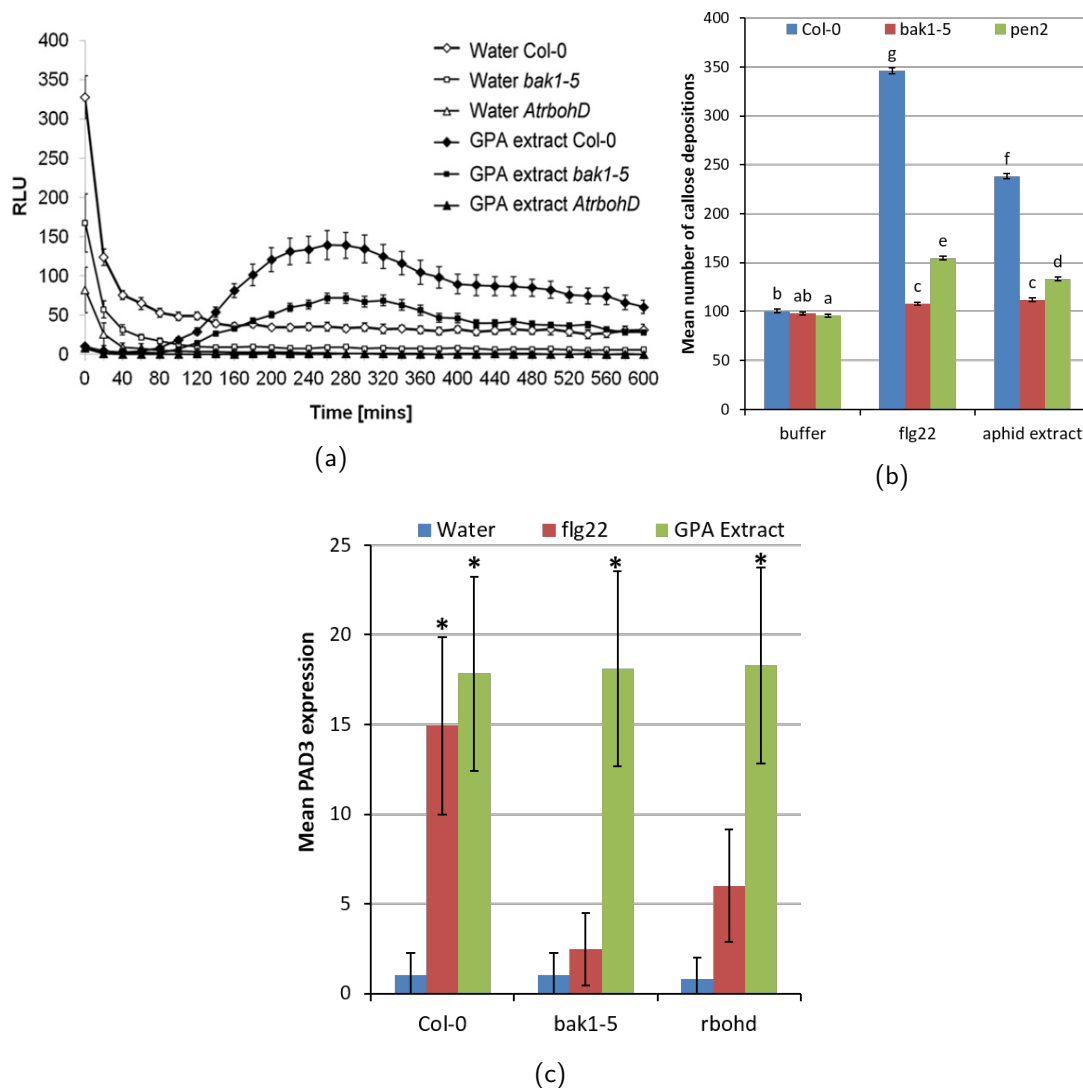 400
350
300
250
200
150
100
50
0
RLU
0 20 40 80 120 160 200 240 280 320 360 400 440 480 520 560 600
Time [mins]
Water Col-0
Water bak1-5
Water AtrbohD
GPA extract Col-0
GPA extract bak1-5
GPA extract AtrbohD
(a)
Col-0 bak1-5 pen2
400
350
300
250
200
150
100
50
0
Mean number of callose depositions
b ab a g c e f c d
buffer flg22 aphid extract
(b)
Water flg22 GPA Extract
25
20
15
10
5
0
Mean PAD3 expression
* * * *
Col-0 bak1-5 rbohd
(c)